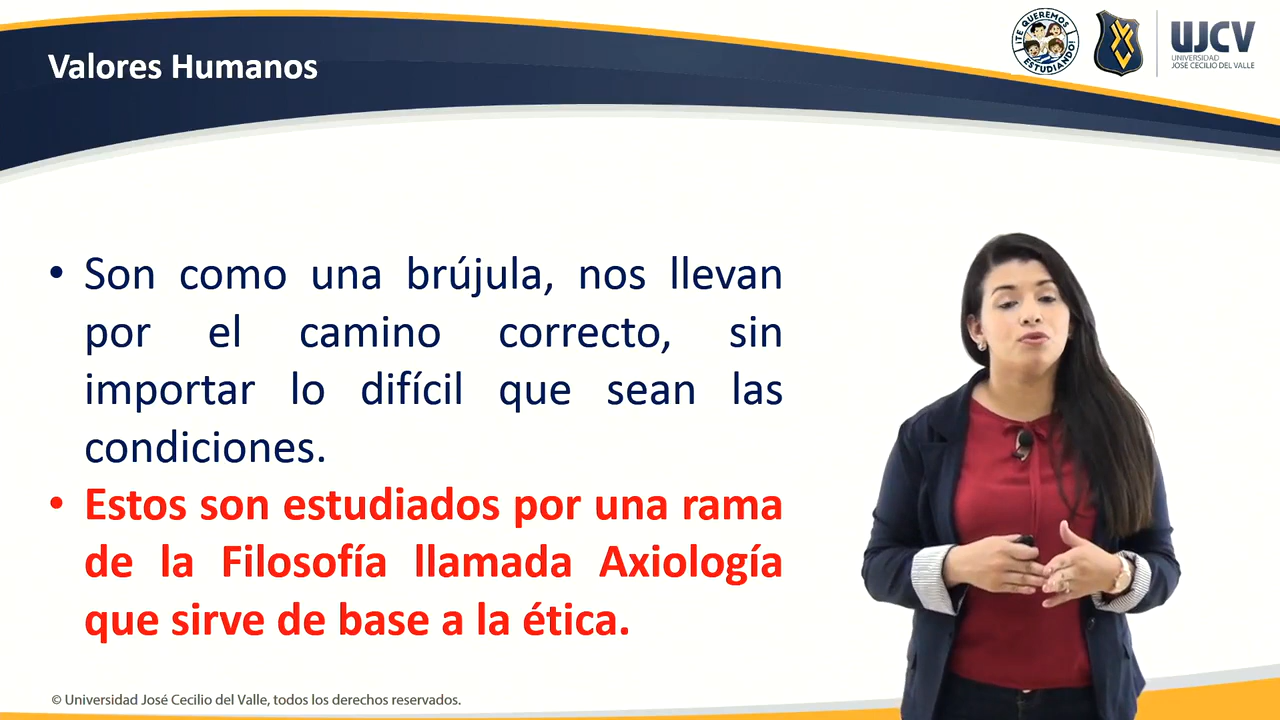 Valores Humanos
¡TE QUEREMOS
ESTUDIANDO!
UJCV
UNIVERSIDAD
JOSÉ CECILIO DEL VALLE
• Son como una brújula, nos llevan
por el camino correcto, sin
importar lo difícil que sean las
condiciones.
• Estos son estudiados por una rama
de la Filosofía llamada Axiología
que sirve de base a la ética.
© Universidad José Cecilio del Valle, todos los derechos reservados.